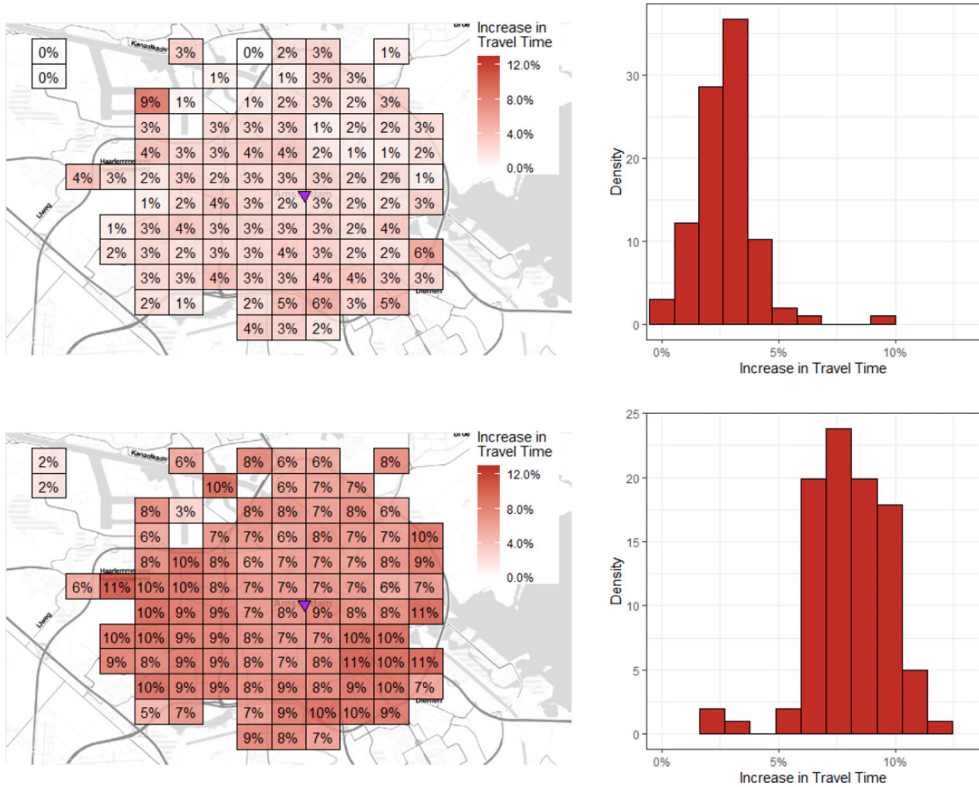 Kanaalkade
Increase in
Travel Time
12.0%
8.0%
4.0%
0.0%
0% 3% 0% 2% 3% 1%
0% 1% 1% 3% 3%
9% 1% 1% 2% 3% 2% 3%
3% 3% 3% 3% 1% 2% 2% 3%
4% 3% 3% 4% 4% 2% 1% 1% 2%
4% 3% 2% 3% 2% 3% 3% 3% 2% 2% 1%
1% 2% 4% 3% 2% 3% 2% 2% 3%
1% 3% 4% 3% 3% 3% 3% 2% 4%
2% 3% 2% 3% 3% 4% 3% 2% 2% 6%
3% 3% 4% 3% 3% 4% 4% 3% 3%
2% 1% 2% 5% 6% 3% 5%
4% 3% 2%
IJweg
Diemen
Density
30
20
10
0
0% 5% 10%
Increase in Travel Time
Kanaalkade
Increase in
Travel Time
12.0%
8.0%
4.0%
0.0%
2% 6% 8% 6% 6% 8%
2% 10% 6% 7% 7%
8% 3% 8% 8% 7% 8% 6%
6% 7% 7% 6% 8% 7% 7% 10%
8% 10% 8% 6% 7% 7% 7% 8% 9%
6% 11% 10% 10% 8% 7% 7% 7% 7% 6% 7%
10% 9% 9% 7% 8% 9% 8% 8% 11%
10% 10% 9% 9% 8% 7% 7% 10% 10%
9% 8% 9% 9% 8% 7% 8% 11% 10% 11%
10% 9% 9% 8% 9% 8% 9% 10% 7%
5% 7% 7% 9% 10% 10% 9%
9% 8% 7%
IJweg
Diemen
Density
25
20
15
10
5
0
0% 5% 10%
Increase in Travel Time